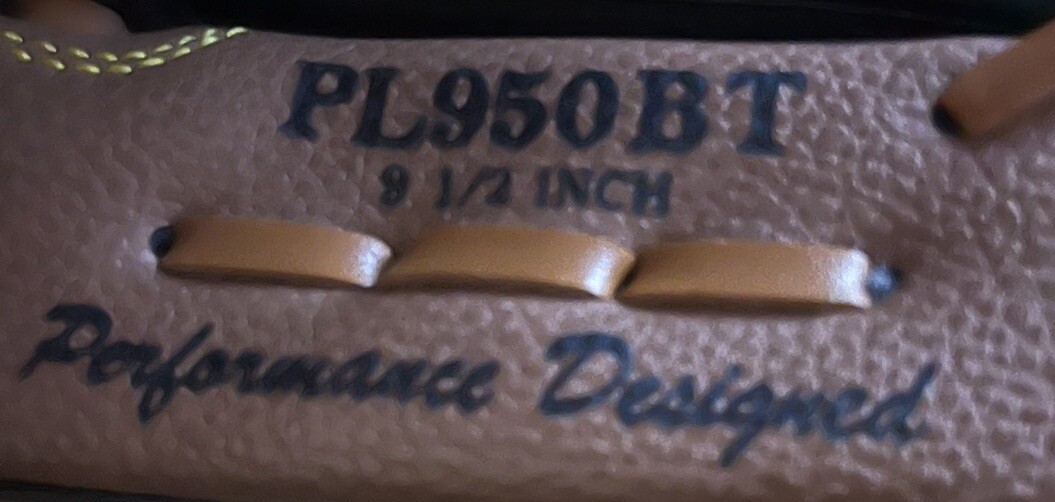 PL950BT
9 1/2 INCH
Performance Designed